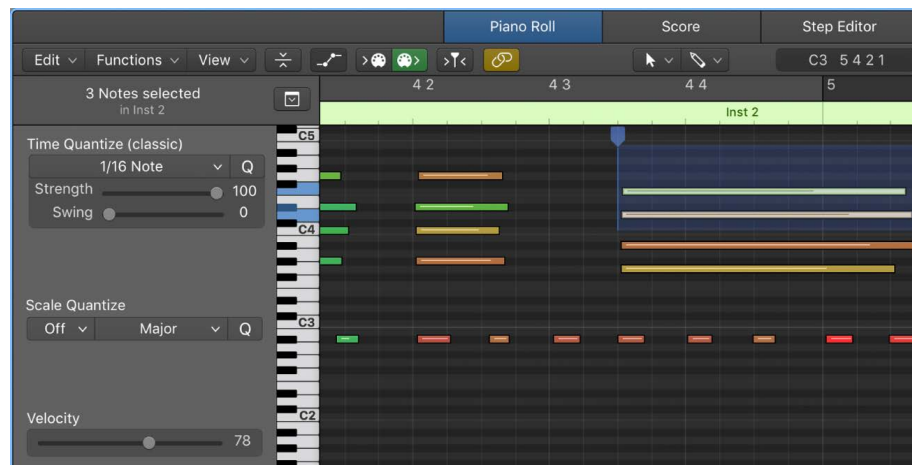 Piano Roll Score Step Editor
Edit Functions View C3 5 4 2 1
3 Notes selected
in Inst 2
4 2 4 3 4 4 5
Inst 2
Time Quantize (classic)
1/16 Note Q
Strength 100
Swing 0
Scale Quantize
Off Major Q
Velocity
78
C5
C4
C3
C2